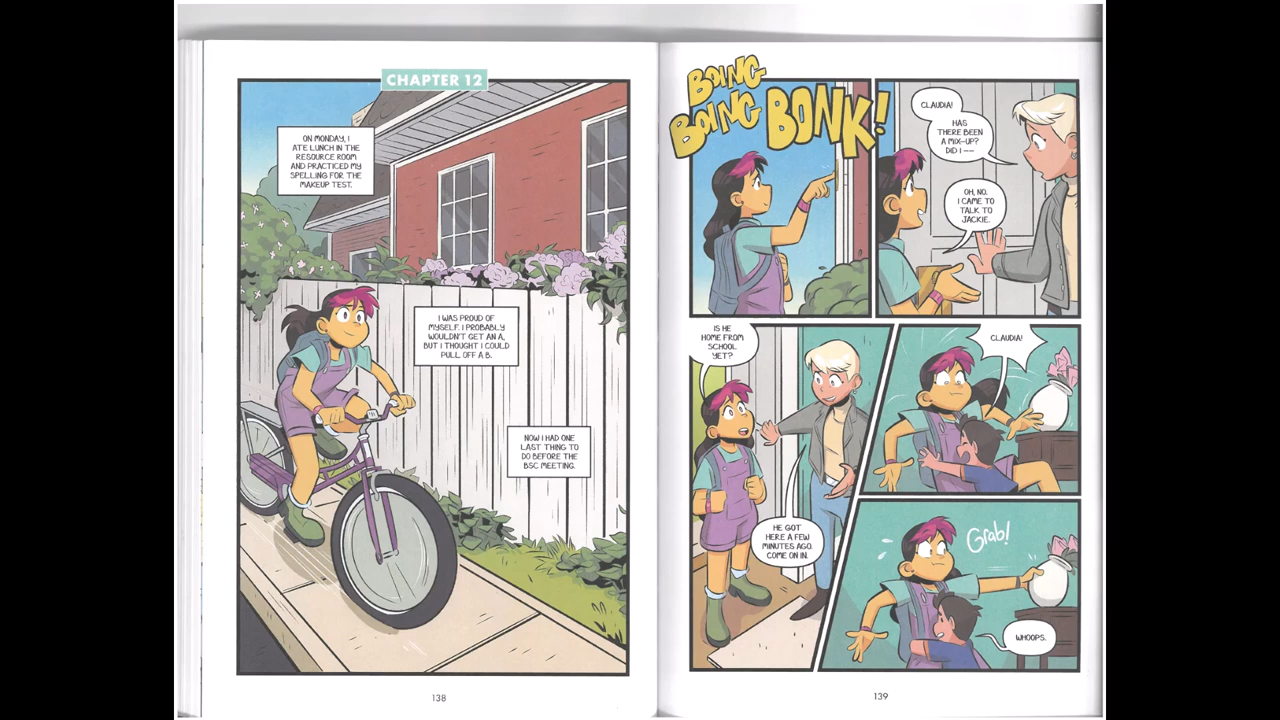 CHAPTER 12
ON MONDAY, I
ATE LUNCH IN THE
RESOURCE ROOM
AND PRACTICED MY
SPELLING FOR THE
MAKEUP TEST.
I WAS PROUD OF
MYSELF. I PROBABLY
WOULDN'T GET AN A,
BUT I THOUGHT I COULD
PULL OFF A B.
NOW I HAD ONE
LAST THING TO
DO BEFORE THE
BSC MEETING.
138
BOING
BOING BONK!
CLAUDIA!
HAS
THERE BEEN
A MIX-UP?
DID I --
OH, NO.
I CAME TO
TALK TO
JACKIE.
IS HE
HOME FROM
SCHOOL
YET?
HE GOT
HERE A FEW
MINUTES AGO.
COME ON IN.
CLAUDIA!
Grab!
WHOOPS.
139